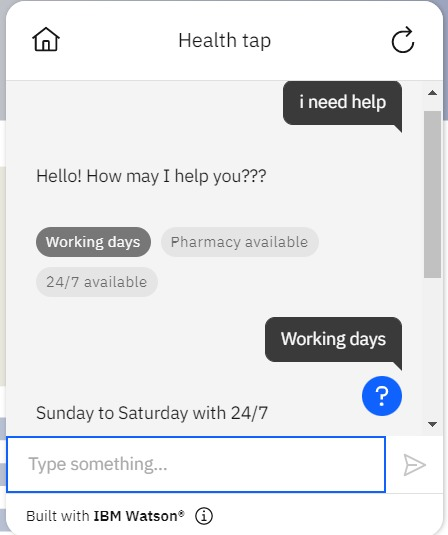 Health tap
i need help
Hello! How may I help you???
Working days
Pharmacy available
24/7 available
Working days
?
Sunday to Saturday with 24/7
Type something...
Built with IBM Watson®